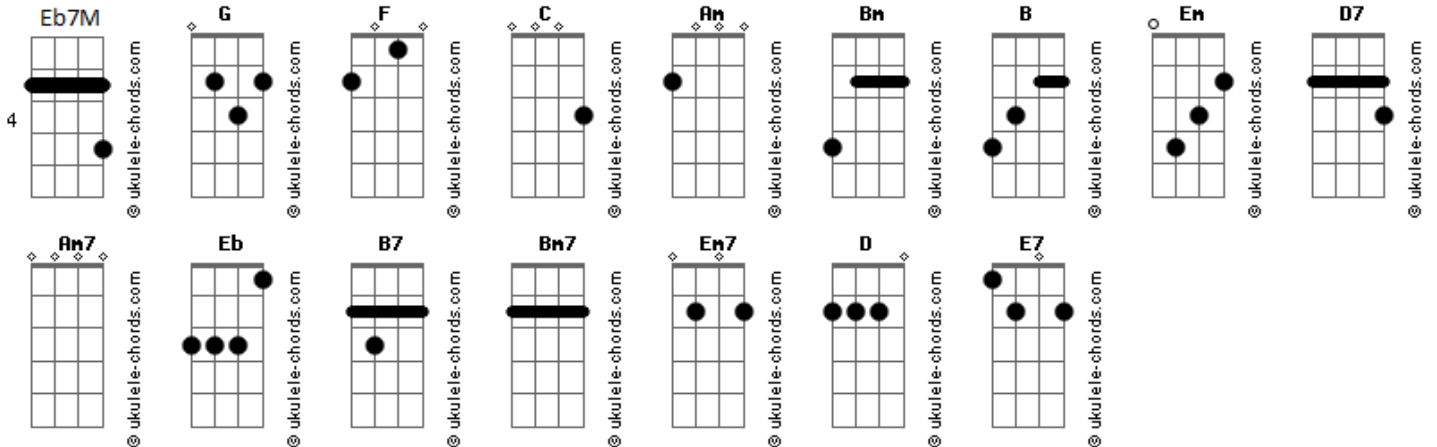 Eb7M G F C Am Bm B Em D7
4
© ukulele-chords.com © ukulele-chords.com © ukulele-chords.com © ukulele-chords.com © ukulele-chords.com © ukulele-chords.com © ukulele-chords.com © ukulele-chords.com © ukulele-chords.com
Am7 Eb B7 Bm7 Em7 D E7
© ukulele-chords.com © ukulele-chords.com © ukulele-chords.com © ukulele-chords.com © ukulele-chords.com © ukulele-chords.com © ukulele-chords.com